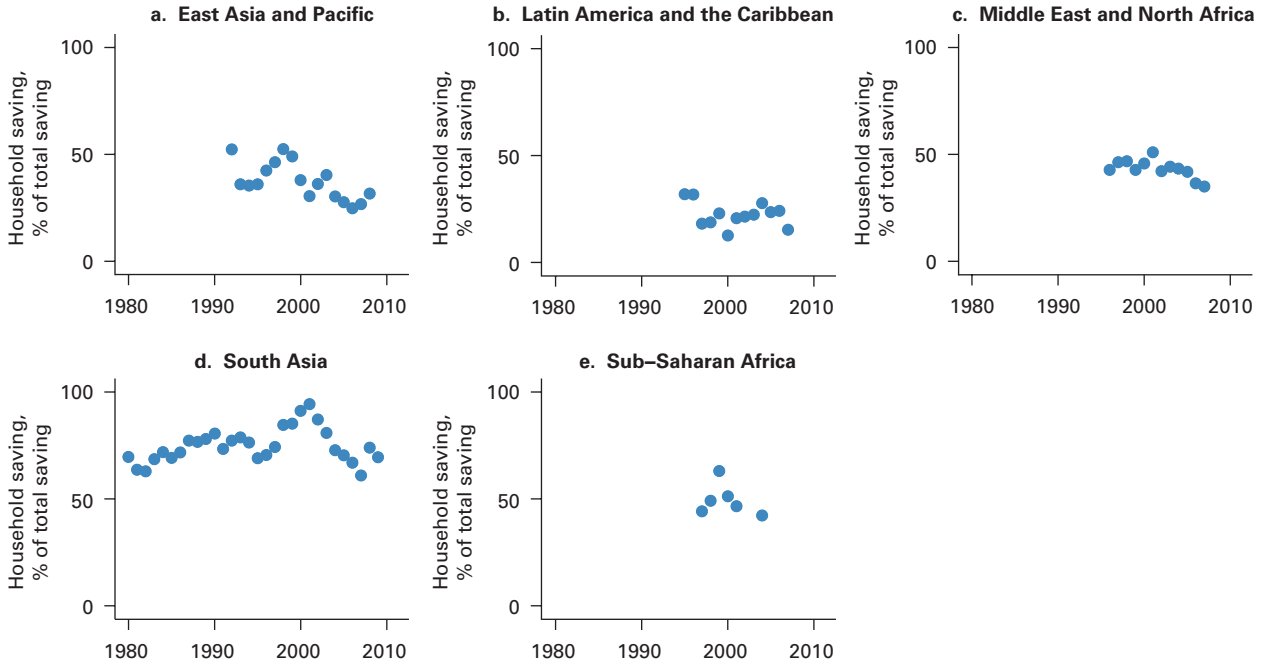 a. East Asia and Pacific
Household saving,
% of total saving
100
50
0
1980 1990 2000 2010
b. Latin America and the Caribbean
Household saving,
% of total saving
100
50
0
1980 1990 2000 2010
c. Middle East and North Africa
Household saving,
% of total saving
100
50
0
1980 1990 2000 2010
d. South Asia
Household saving,
% of total saving
100
50
0
1980 1990 2000 2010
e. Sub–Saharan Africa
Household saving,
% of total saving
100
50
0
1980 1990 2000 2010